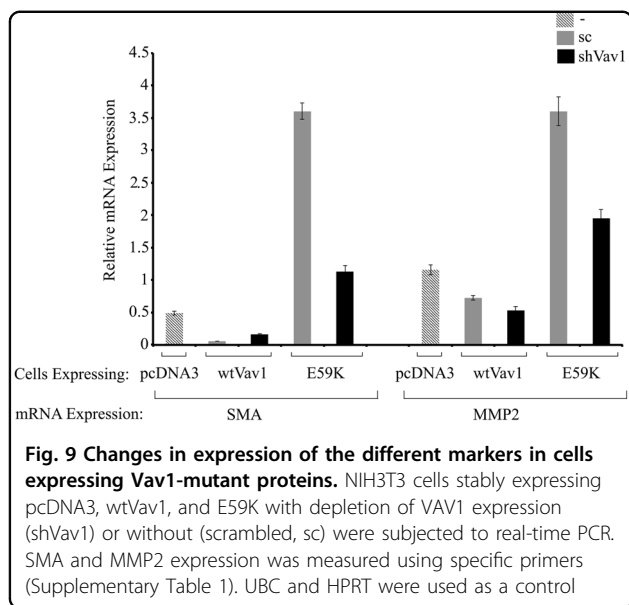 -
sc
shVav1
4.5
4
3.5
3
2.5
2
1.5
1
0.5
0
Relative mRNA Expression
Cells Expressing: pcDNA3 wtVav1 E59K pcDNA3 wtVav1 E59K
mRNA Expression: SMA MMP2
Fig. 9 Changes in expression of the different markers in cells
expressing Vav1-mutant proteins. NIH3T3 cells stably expressing
pcDNA3, wtVav1, and E59K with depletion of VAV1 expression
(shVav1) or without (scrambled, sc) were subjected to real-time PCR.
SMA and MMP2 expression was measured using specific primers
(Supplementary Table 1). UBC and HPRT were used as a control